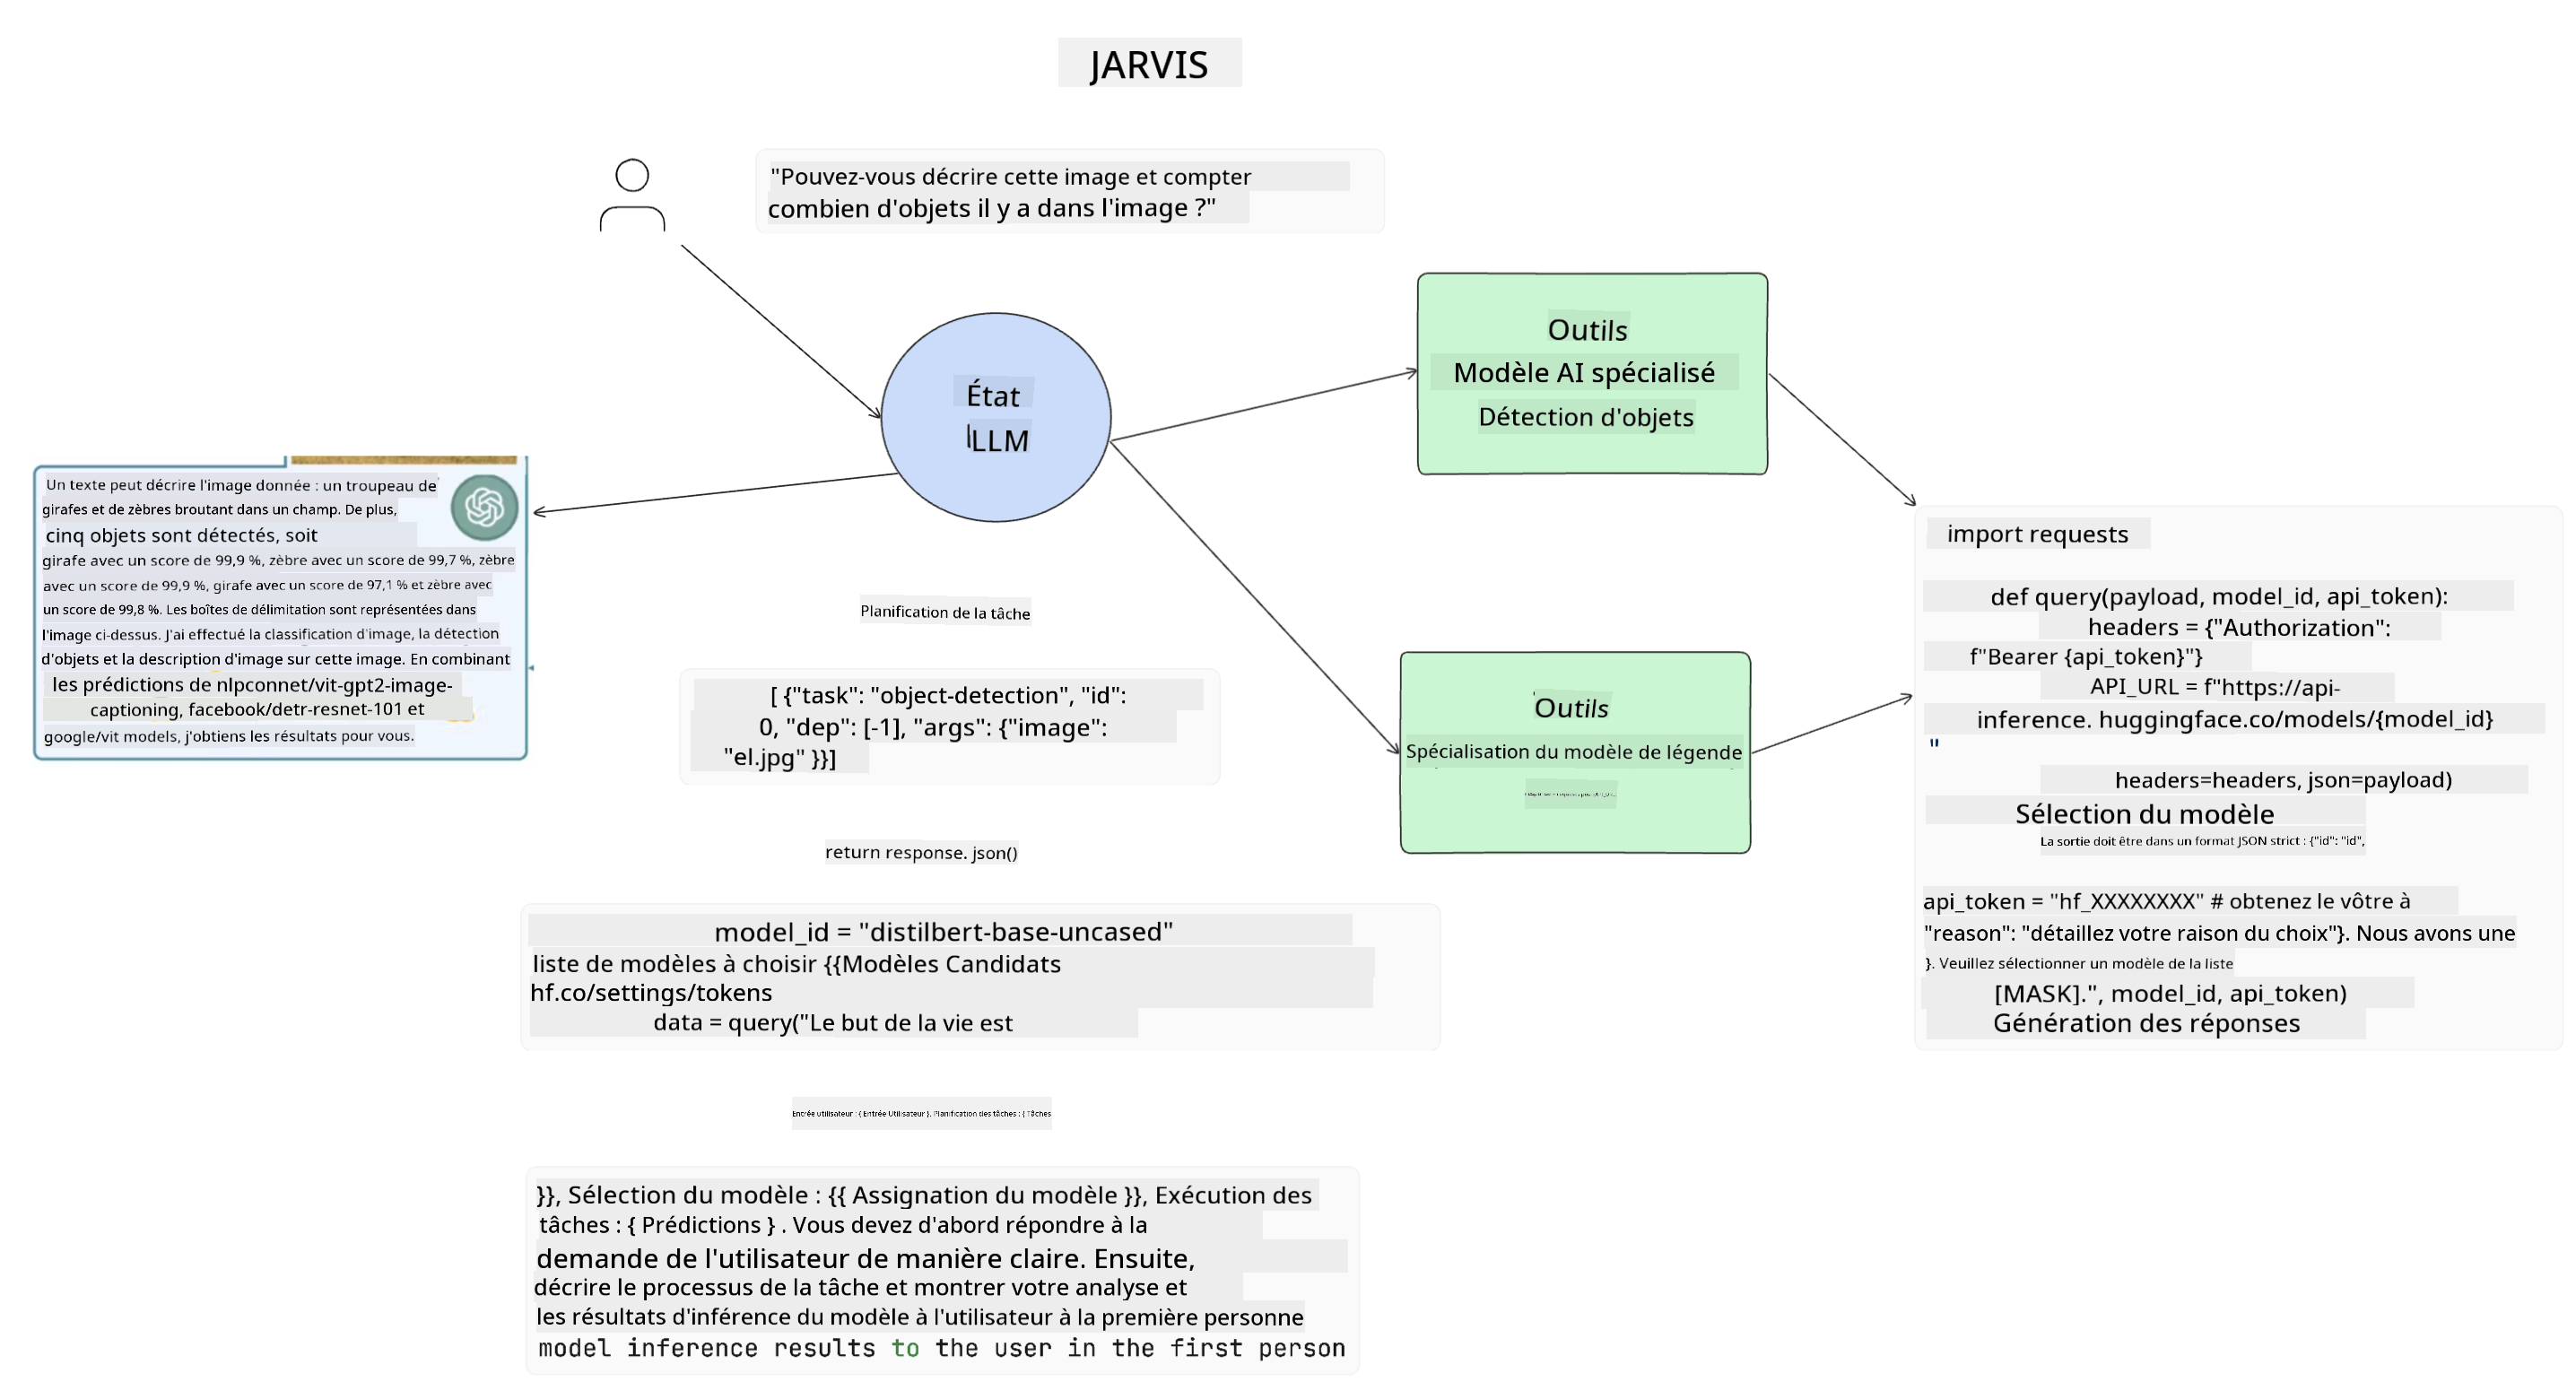 JARVIS
"Pouvez-vous décrire cette image et compter
combien d'objets il y a dans l'image ?"
État
LLM
Outils
Modèle AI spécialisé
Détection d'objets
Un texte peut décrire l'image donnée : un troupeau de
girafes et de zèbres broutant dans un champ. De plus,
cinq objets sont détectés, soit
girafe avec un score de 99,9 %, zèbre avec un score de 99,7 %, zèbre
avec un score de 99,9 %, girafe avec un score de 97,1 % et zèbre avec
un score de 99,8 %. Les boîtes de délimitation sont représentées dans
l'image ci-dessus. J'ai effectué la classification d'image, la détection
d'objets et la description d'image sur cette image. En combinant
les prédictions de nlpconnet/vit-gpt2-image-
captioning, facebook/detr-resnet-101 et
google/vit models, j'obtiens les résultats pour vous.
Planification de la tâche
[ {"task": "object-detection", "id":
0, "dep": [-1], "args": {"image":
"el.jpg" }}]
Outils
Spécialisation du modèle de légende
import requests
def query(payload, model_id, api_token):
headers = {"Authorization":
f"Bearer {api_token}"}
API_URL = f"https://api-
inference. huggingface.co/models/{model_id}
"
headers=headers, json=payload)
Sélection du modèle
La sortie doit être dans un format JSON strict : {"id": "id",
api_token = "hf_XXXXXXXX" # obtenez le vôtre à
"reason": "détaillez votre raison du choix"}. Nous avons une
}. Veuillez sélectionner un modèle de la liste
[MASK].", model_id, api_token)
Génération des réponses
return response. json()
model_id = "distilbert-base-uncased"
liste de modèles à choisir {{Modèles Candidats
hf.co/settings/tokens
data = query("Le but de la vie est
Entrée utilisateur : { Entrée Utilisateur }, Planification des tâches : { Tâches
}}, Sélection du modèle : {{ Assignation du modèle }}, Exécution des
tâches : { Prédictions } . Vous devez d'abord répondre à la
demande de l'utilisateur de manière claire. Ensuite,
décrire le processus de la tâche et montrer votre analyse et
les résultats d'inférence du modèle à l'utilisateur à la première personne
model inference results to the user in the first person